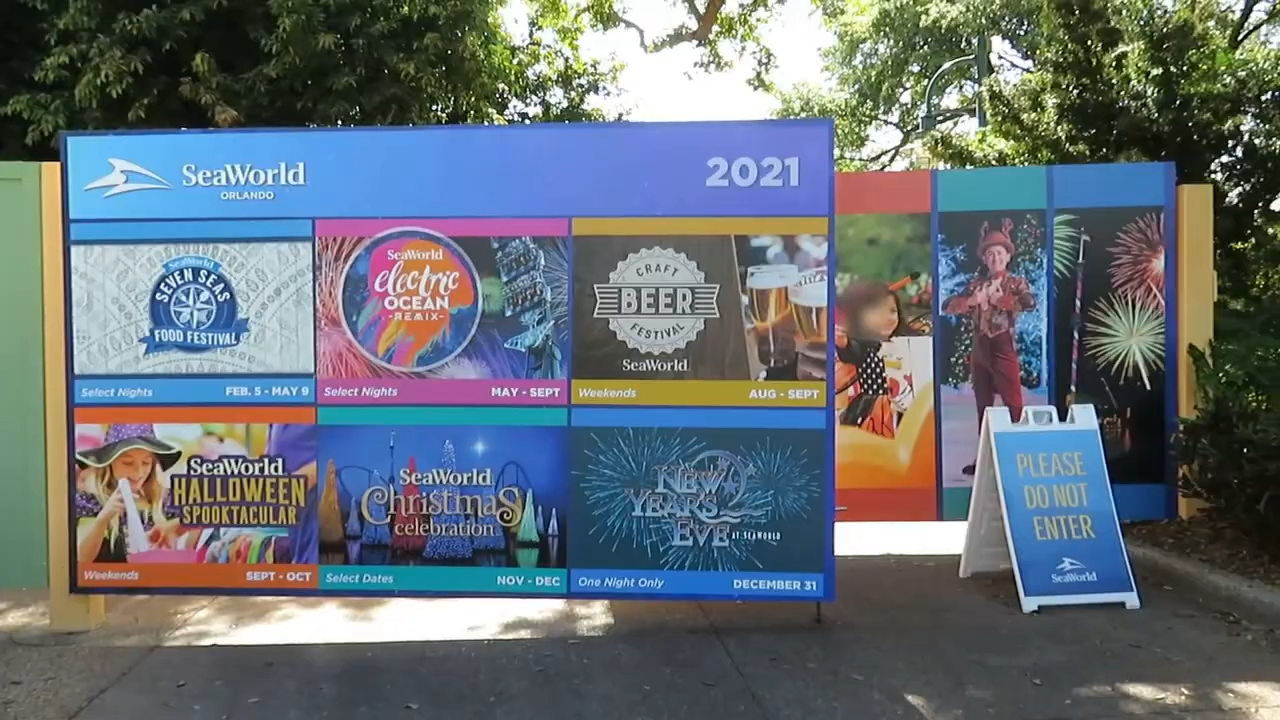 SeaWorld
ORLANDO
2021
SeaWorld
SEVEN SEAS
FOOD FESTIVAL
Select Nights
FEB. 5 - MAY 9
SeaWorld
electric
OCEAN
-REMIX-
Select Nights
MAY - SEPT
CRAFT
BEER
FESTIVAL
SeaWorld
Weekends
AUG - SEPT
SeaWorld
HALLOWEEN
SPOOKTACULAR
Weekends
SEPT - OCT
SeaWorld
Christmas
celebration
Select Dates
NOV - DEC
NEW
YEAR'S
EVE AT SEAWORLD
One Night Only
DECEMBER 31
PLEASE
DO NOT
ENTER
SeaWorld